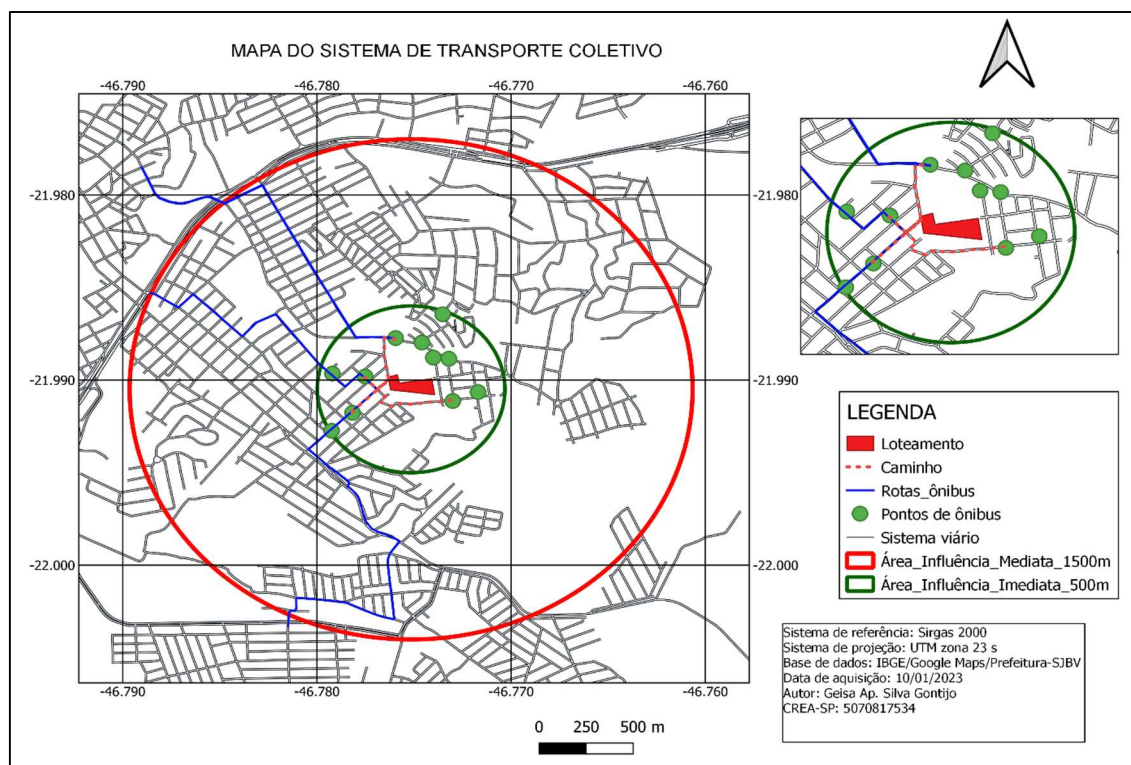 MAPA DO SISTEMA DE TRANSPORTE COLETIVO
-46.790 -46.780 -46.770 -46.760
-21.980 -21.980
-21.990 -21.990
-22.000 -22.000
-46.790 -46.780 -46.770 -46.760
0 250 500 m
LEGENDA
Loteamento
Caminho
Rotas_ônibus
Pontos de ônibus
Sistema viário
Área_Influência_Mediata_1500m
Área_Influência_Imediata_500m
Sistema de referência: Sirgas 2000
Sistema de projeção: UTM zona 23 s
Base de dados: IBGE/Google Maps/Prefeitura-SJBV
Data de aquisição: 10/01/2023
Autor: Geisa Ap. Silva Gontijo
CREA-SP: 5070817534